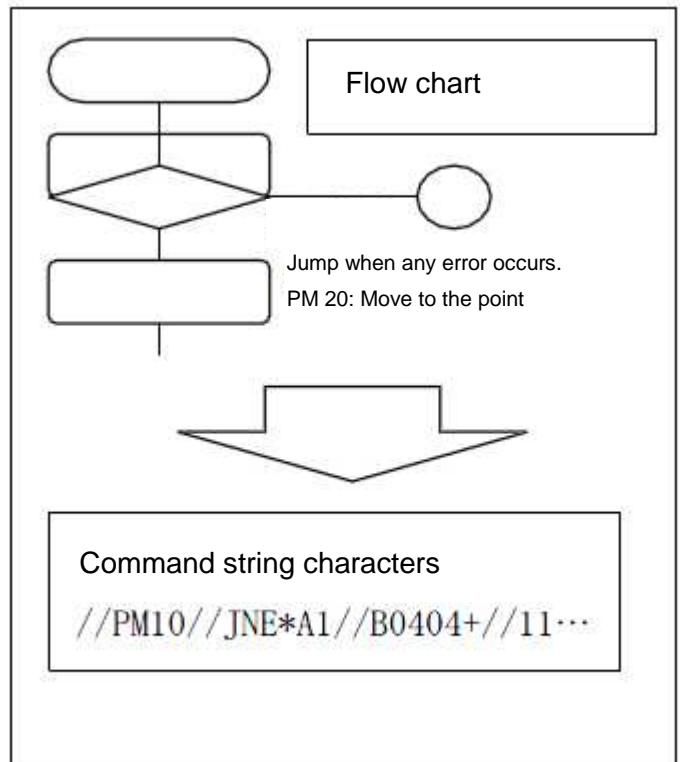 Flow chart
Jump when any error occurs.
PM 20: Move to the point
Command string characters
//PM10//JNE*A1//B0404+//11…